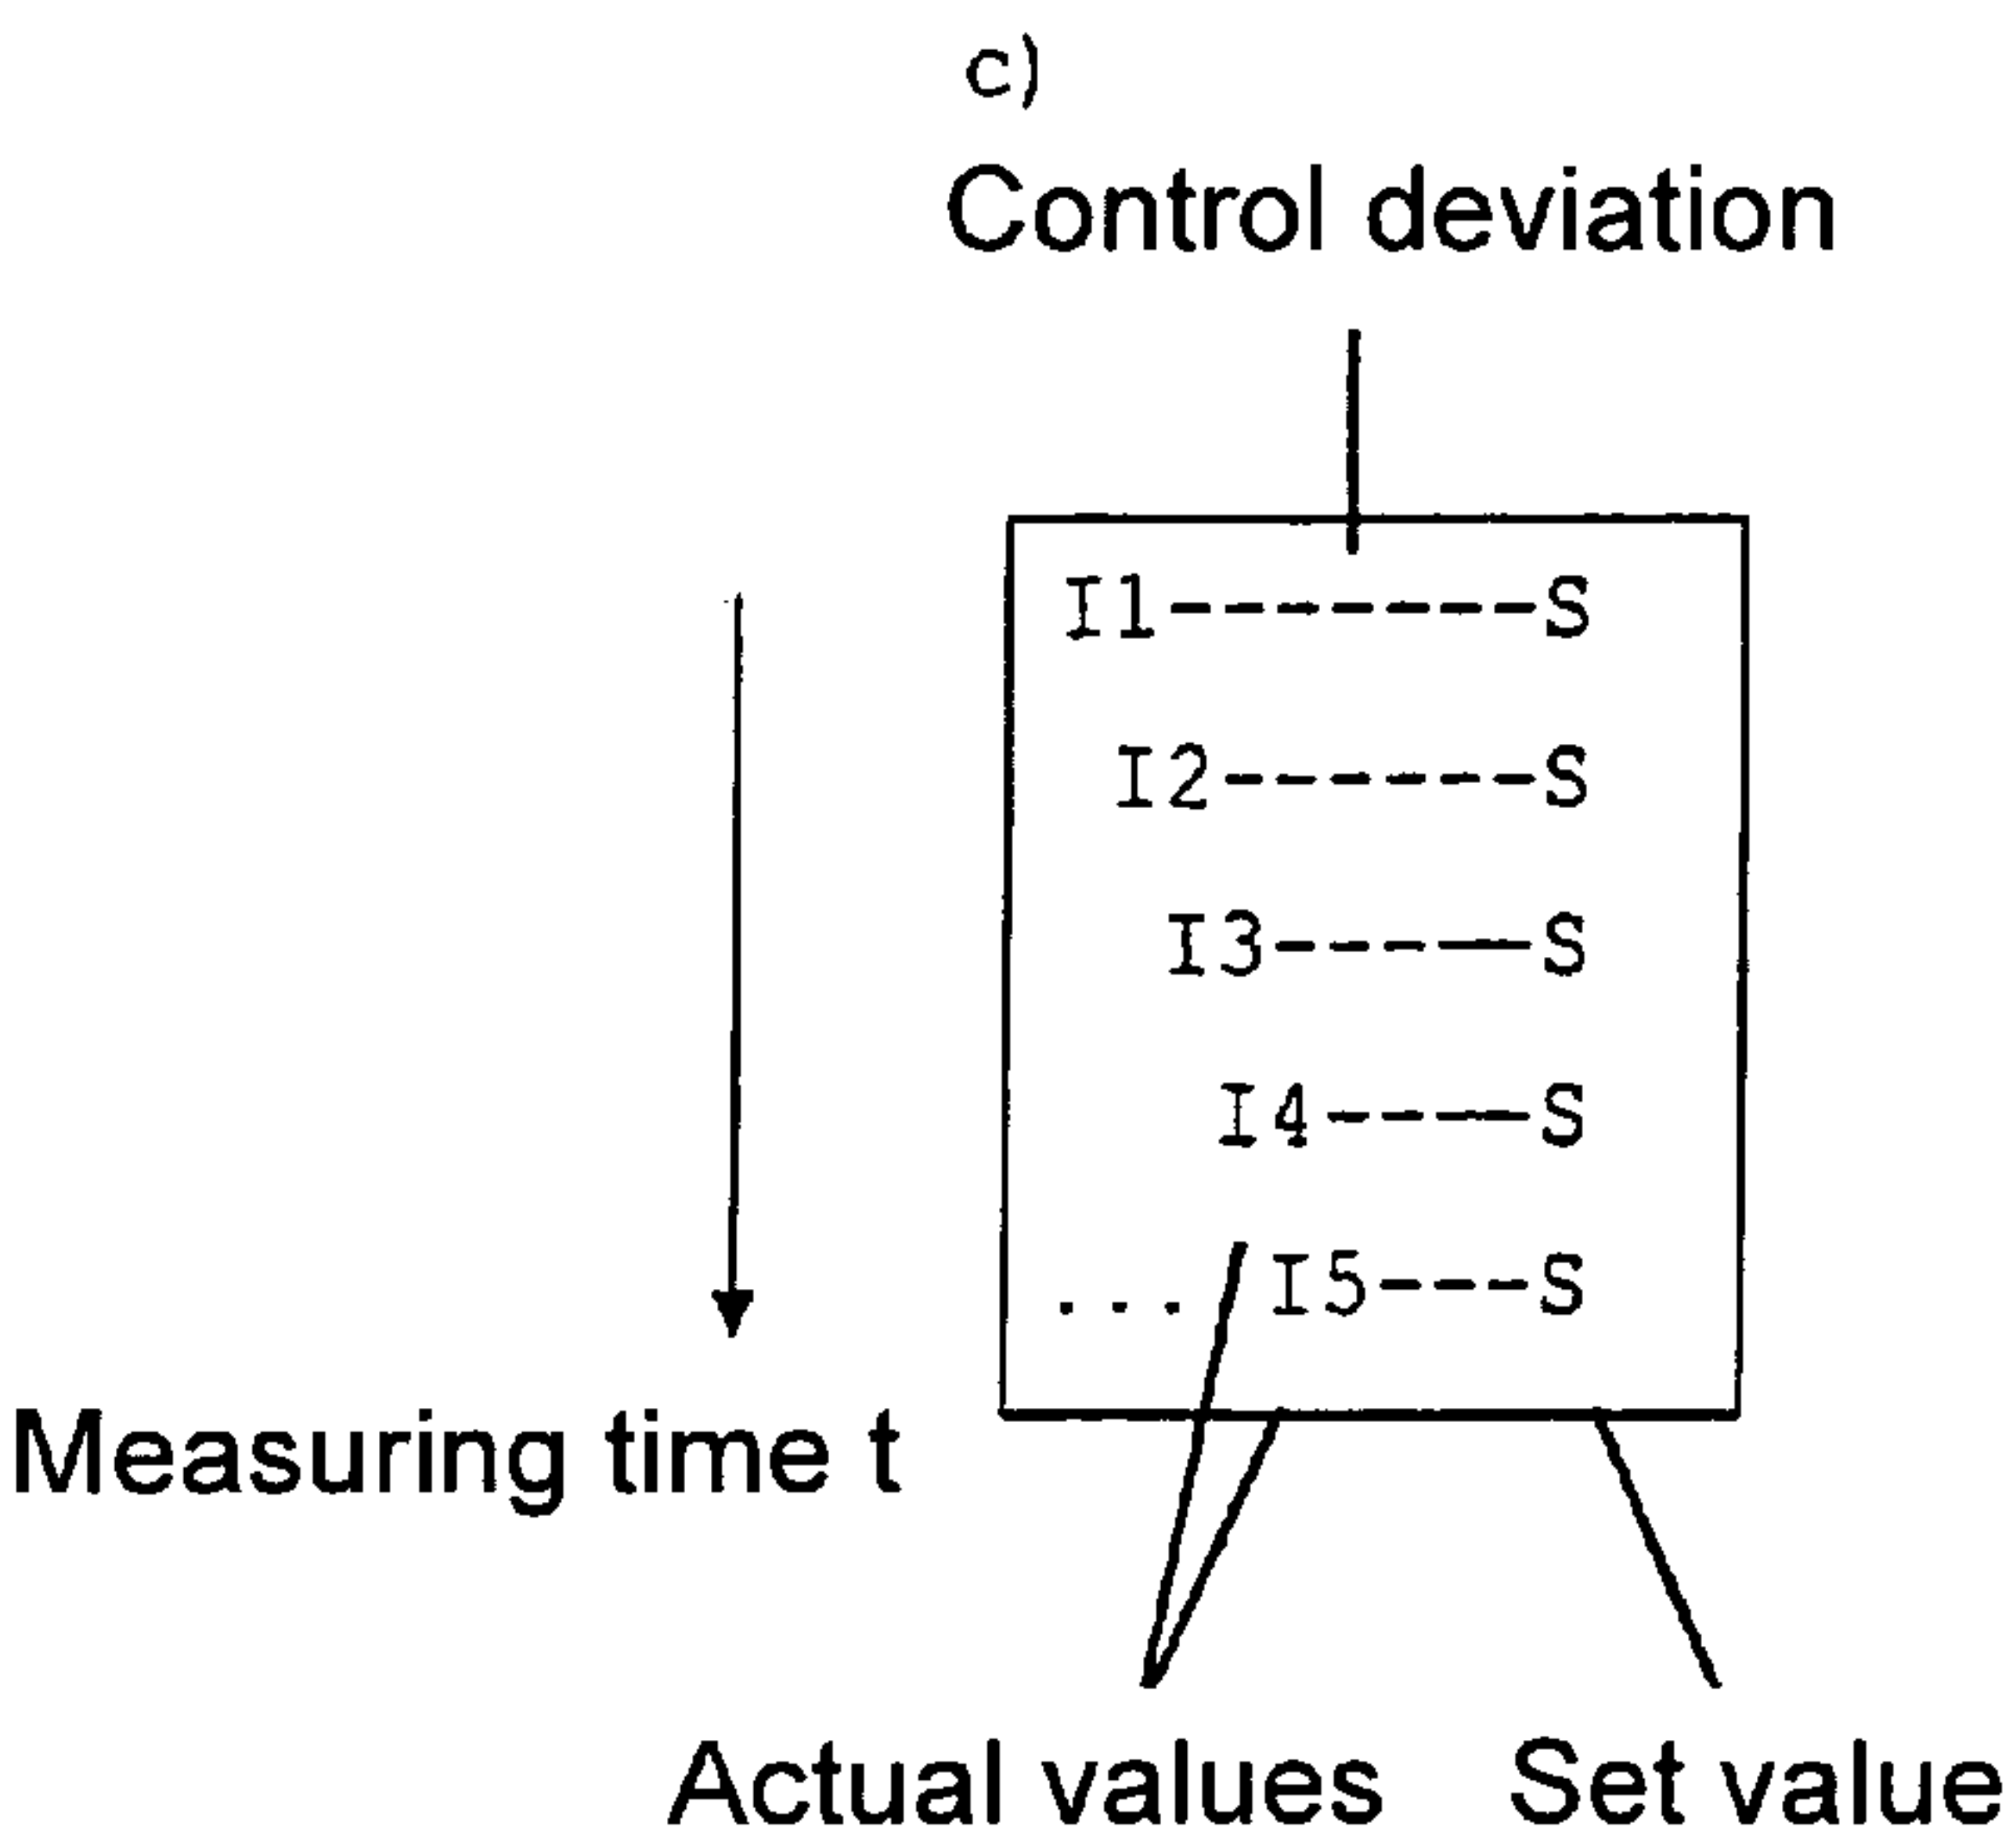 c)
Control deviation
I1-------S
I2------S
I3-----S
I4----S
... I5---S
Measuring time t
Actual values Set value